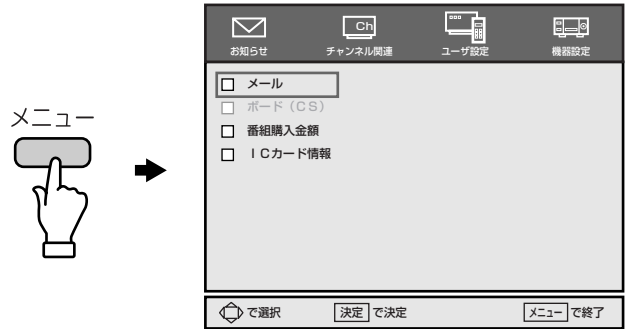 メニュー
Ch
お知らせ チャンネル関連 ユーザ設定 機器設定
メール
ボード（CS）
番組購入金額
ICカード情報
で選択 決定 で決定 メニュー で終了